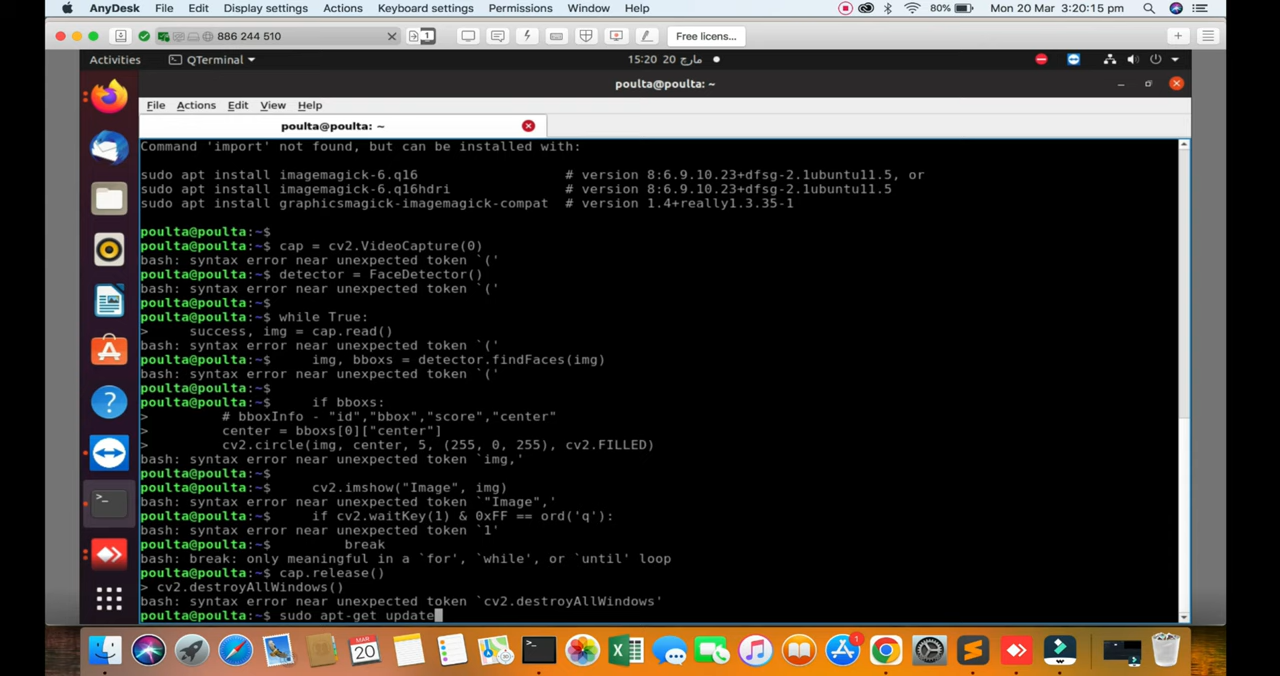 AnyDesk File Edit Display settings Actions Keyboard settings Permissions Window Help 80% Mon 20 Mar 3:20:15 pm
886 244 510 1 Free licens...
Activities QTerminal 15:20 20 مارچ
poulta@poulta: ~
File Actions Edit View Help
poulta@poulta: ~
Command 'import' not found, but can be installed with:
sudo apt install imagemagick-6.q16 # version 8:6.9.10.23+dfsg-2.1ubuntu11.5, or
sudo apt install imagemagick-6.q16hdri # version 8:6.9.10.23+dfsg-2.1ubuntu11.5
sudo apt install graphicsmagick-imagemagick-compat # version 1.4+really1.3.35-1
poulta@poulta:~$
poulta@poulta:~$ cap = cv2.VideoCapture(0)
bash: syntax error near unexpected token `('
poulta@poulta:~$ detector = FaceDetector()
bash: syntax error near unexpected token `('
poulta@poulta:~$
poulta@poulta:~$ while True:
> success, img = cap.read()
bash: syntax error near unexpected token `('
poulta@poulta:~$ img, bboxs = detector.findFaces(img)
bash: syntax error near unexpected token `('
poulta@poulta:~$
poulta@poulta:~$ if bboxs:
> # bboxInfo - "id","bbox","score","center"
> center = bboxs[0]["center"]
> cv2.circle(img, center, 5, (255, 0, 255), cv2.FILLED)
bash: syntax error near unexpected token `img,'
poulta@poulta:~$
poulta@poulta:~$ cv2.imshow("Image", img)
bash: syntax error near unexpected token `"Image",'
poulta@poulta:~$ if cv2.waitKey(1) & 0xFF == ord('q'):
bash: syntax error near unexpected token `1'
poulta@poulta:~$ break
bash: break: only meaningful in a `for', `while', or `until' loop
poulta@poulta:~$ cap.release()
> cv2.destroyAllWindows()
bash: syntax error near unexpected token `cv2.destroyAllWindows'
poulta@poulta:~$ sudo apt-get update
MAR
20
1